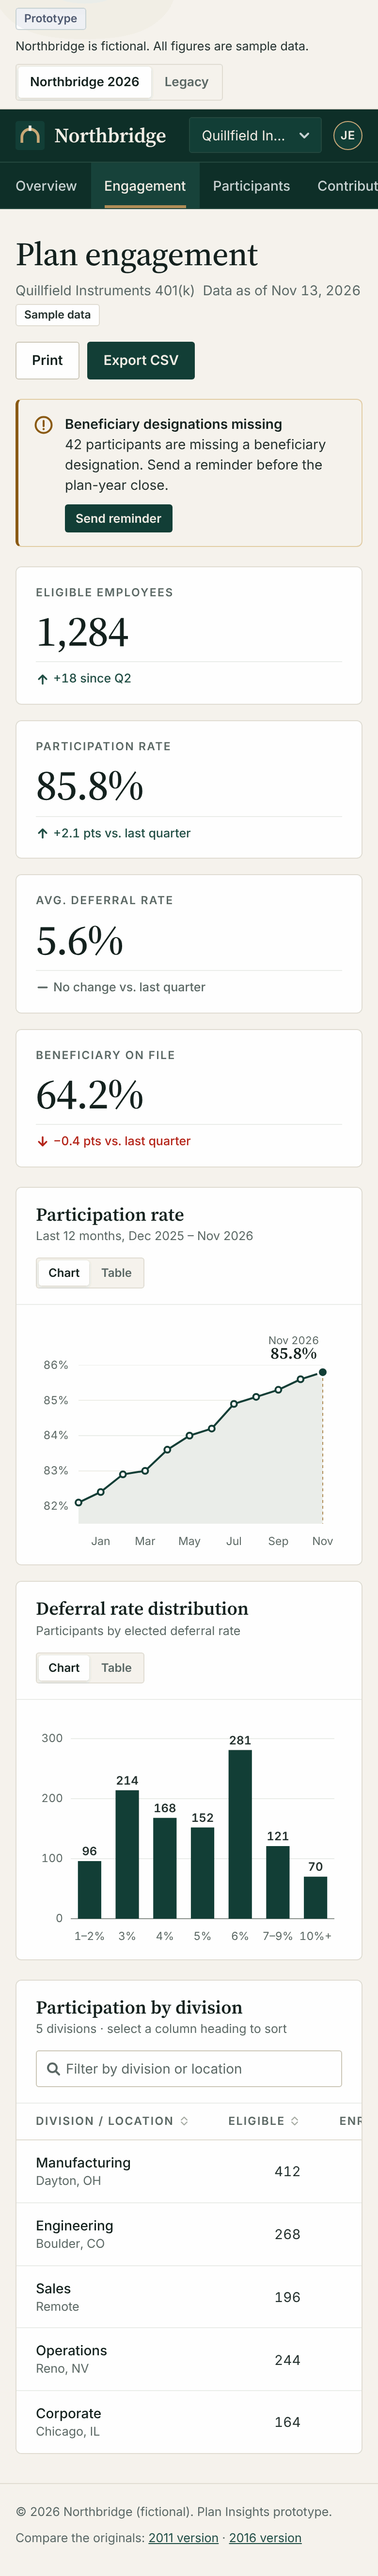 Prototype
Northbridge is fictional. All figures are sample data.
Northbridge 2026 Legacy
Northbridge Quillfield In... JE
Overview Engagement Participants Contribut
Plan engagement
Quillfield Instruments 401(k) Data as of Nov 13, 2026
Sample data
Print Export CSV
Beneficiary designations missing
42 participants are missing a beneficiary
designation. Send a reminder before the
plan-year close.
Send reminder
ELIGIBLE EMPLOYEES
1,284
+18 since Q2
PARTICIPATION RATE
85.8%
+2.1 pts vs. last quarter
AVG. DEFERRAL RATE
5.6%
No change vs. last quarter
BENEFICIARY ON FILE
64.2%
−0.4 pts vs. last quarter
Participation rate
Last 12 months, Dec 2025 – Nov 2026
Chart Table
Nov 2026
85.8%
86%
85%
84%
83%
82%
Jan Mar May Jul Sep Nov
Deferral rate distribution
Participants by elected deferral rate
Chart Table
300
200
100
0
96 214 168 152 281 121 70
1–2% 3% 4% 5% 6% 7–9% 10%+
Participation by division
5 divisions · select a column heading to sort
Filter by division or location
DIVISION / LOCATION ELIGIBLE ENR
Manufacturing 412
Dayton, OH
Engineering 268
Boulder, CO
Sales 196
Remote
Operations 244
Reno, NV
Corporate 164
Chicago, IL
© 2026 Northbridge (fictional). Plan Insights prototype.
Compare the originals: 2011 version · 2016 version